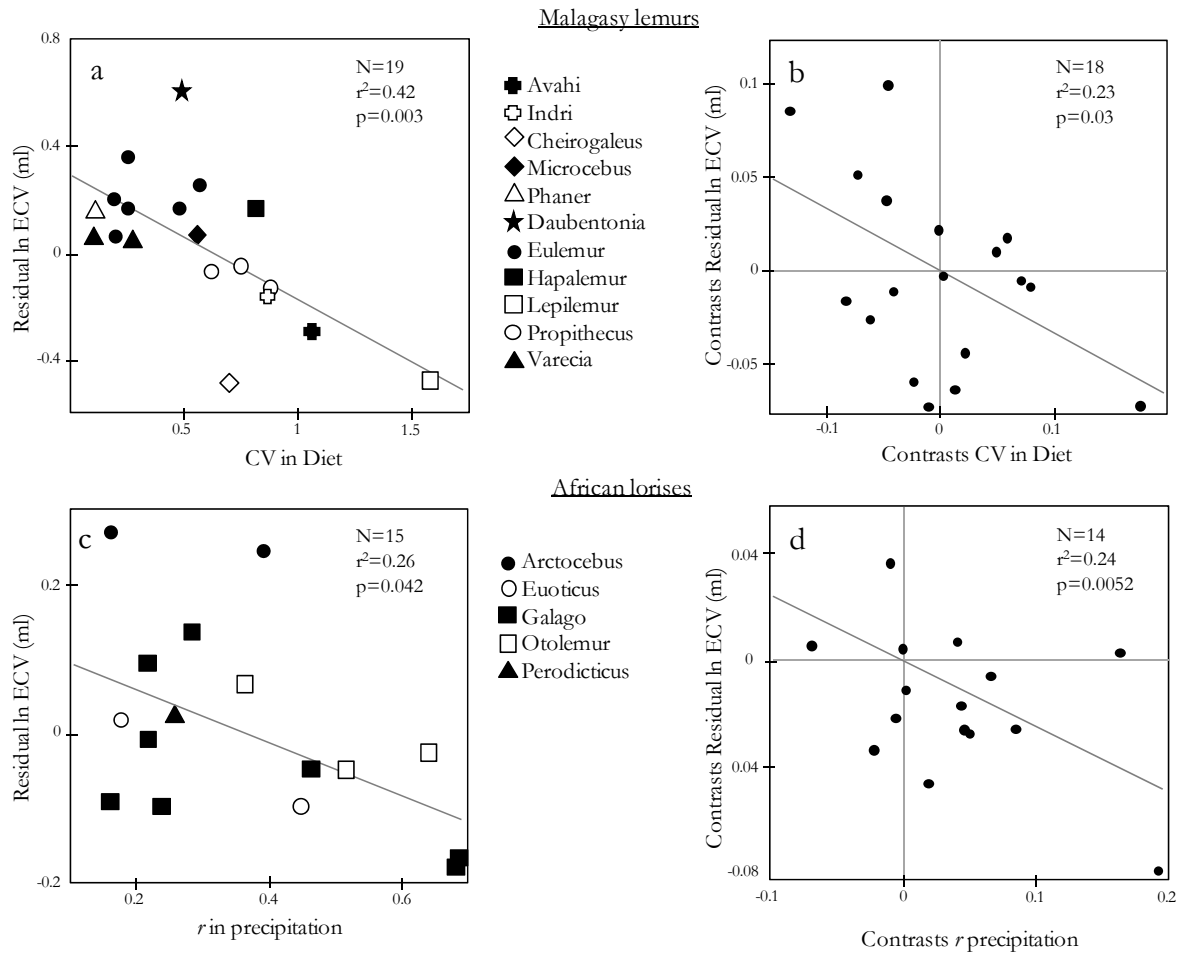 Malagasy lemurs
a
N=19
r²=0.42
p=0.003
0.8
0.4
0
-0.4
Residual ln ECV (ml)
0.5
1
1.5
CV in Diet
Avahi
Indri
Cheirogaleus
Microcebus
Phaner
Daubentonia
Eulemur
Hapalemur
Lepilemur
Propithecus
Varecia
b
N=18
r²=0.23
p=0.03
0.1
0.05
0
-0.05
Contrasts Residual ln ECV (ml)
-0.1
0
0.1
Contrasts CV in Diet
African lorises
c
N=15
r²=0.26
p=0.042
0.2
0
-0.2
Residual ln ECV (ml)
0.2
0.4
0.6
r in precipitation
Arctocebus
Euoticus
Galago
Otolemur
Perodicticus
d
N=14
r²=0.24
p=0.0052
0.04
0
0.04
-0.08
Contrasts Residual ln ECV (ml)
-0.1
0
0.1
0.2
Contrasts r precipitation